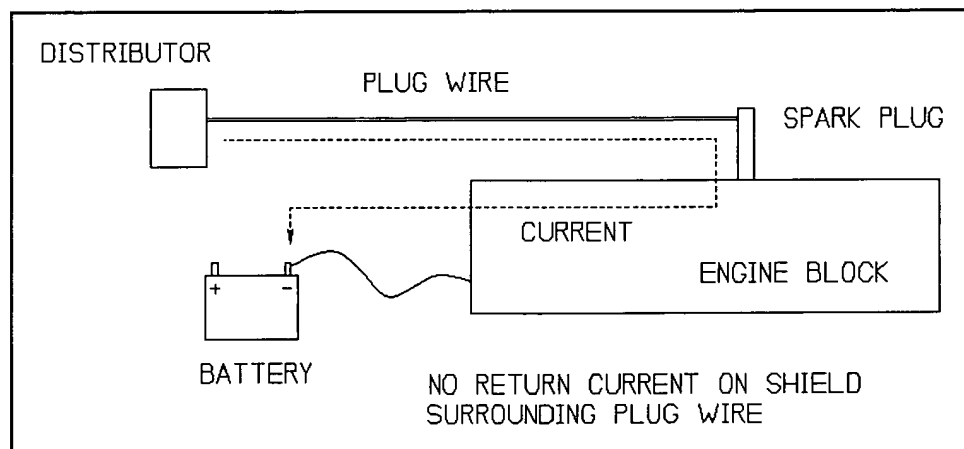 DISTRIBUTOR
PLUG WIRE
SPARK PLUG
CURRENT
ENGINE BLOCK
+ −
BATTERY
NO RETURN CURRENT ON SHIELD
SURROUNDING PLUG WIRE